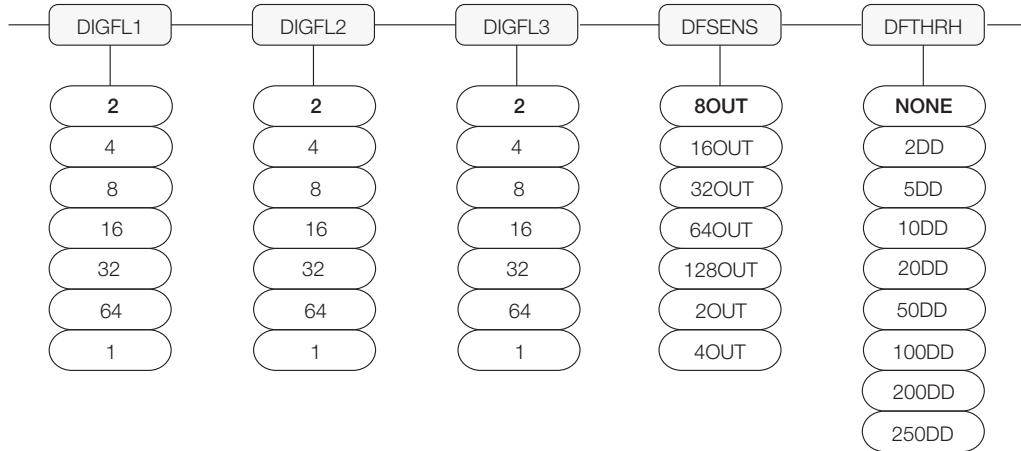 DIGFL1 DIGFL2 DIGFL3 DFSENS DFTHRH
2 2 2 8OUT NONE
4 4 4 16OUT 2DD
8 8 8 32OUT 5DD
16 16 16 64OUT 10DD
32 32 32 128OUT 20DD
64 64 64 2OUT 50DD
1 1 1 4OUT 100DD
200DD
250DD